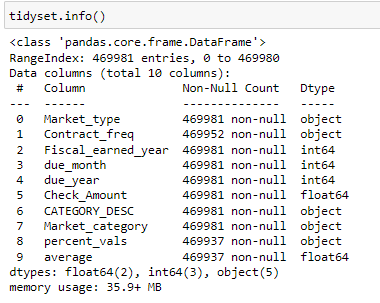 tidyset.info()
<class 'pandas.core.frame.DataFrame'>
RangeIndex: 469981 entries, 0 to 469980
Data columns (total 10 columns):
 #   Column              Non-Null Count   Dtype
---  ------              --------------   -----
 0   Market_type         469981 non-null  object
 1   Contract_freq       469952 non-null  object
 2   Fiscal_earned_year  469981 non-null  int64
 3   due_month           469981 non-null  int64
 4   due_year            469981 non-null  int64
 5   Check_Amount        469981 non-null  float64
 6   CATEGORY_DESC       469981 non-null  object
 7   Market_category     469981 non-null  object
 8   percent_vals        469937 non-null  object
 9   average             469937 non-null  float64
dtypes: float64(2), int64(3), object(5)
memory usage: 35.9+ MB